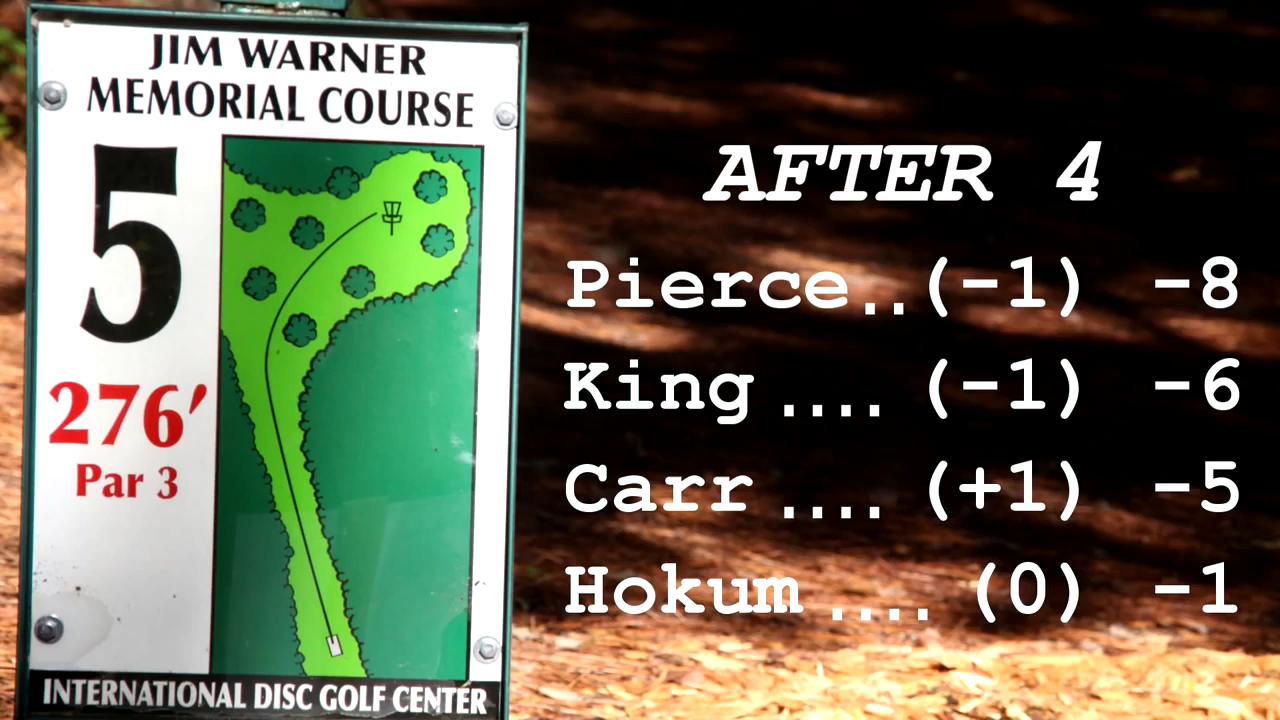 JIM WARNER
MEMORIAL COURSE
5
276'
Par 3
INTERNATIONAL DISC GOLF CENTER
AFTER 4
Pierce..(-1) -8
King .... (-1) -6
Carr .... (+1) -5
Hokum .... (0) -1